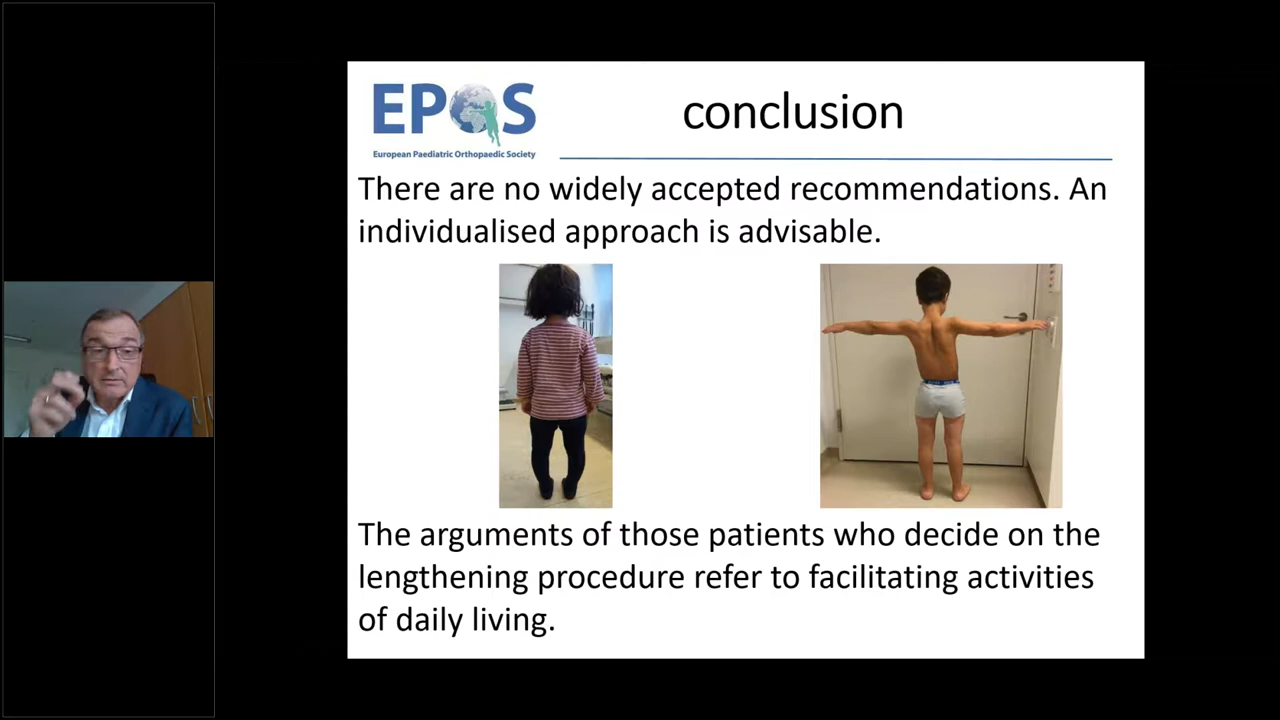 EPOS
European Paediatric Orthopaedic Society
conclusion
There are no widely accepted recommendations. An
individualised approach is advisable.
The arguments of those patients who decide on the
lengthening procedure refer to facilitating activities
of daily living.